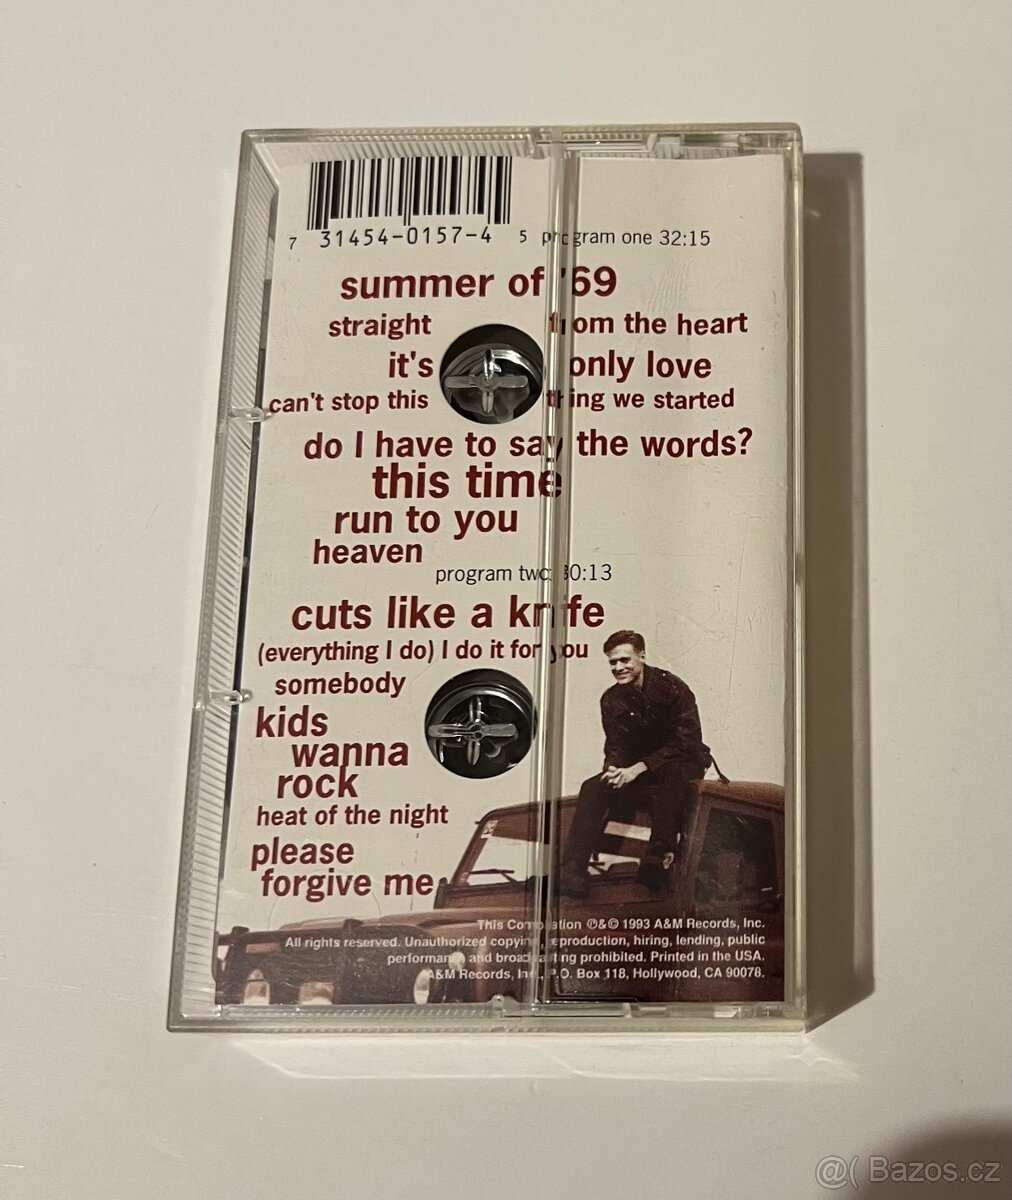 7 31454-0157-4 5 program one 32:15
summer of '69
straight from the heart
it's only love
can't stop this thing we started
do I have to say the words?
this time
run to you
heaven
program two: 30:13
cuts like a knife
(everything I do) I do it for you
somebody
kids
wanna
rock
heat of the night
please
forgive me
This Compilation ℗&© 1993 A&M Records, Inc.
All rights reserved. Unauthorized copying, reproduction, hiring, lending, public
performance and broadcasting prohibited. Printed in the USA.
A&M Records, Inc., P.O. Box 118, Hollywood, CA 90078.
@( Bazos.cz